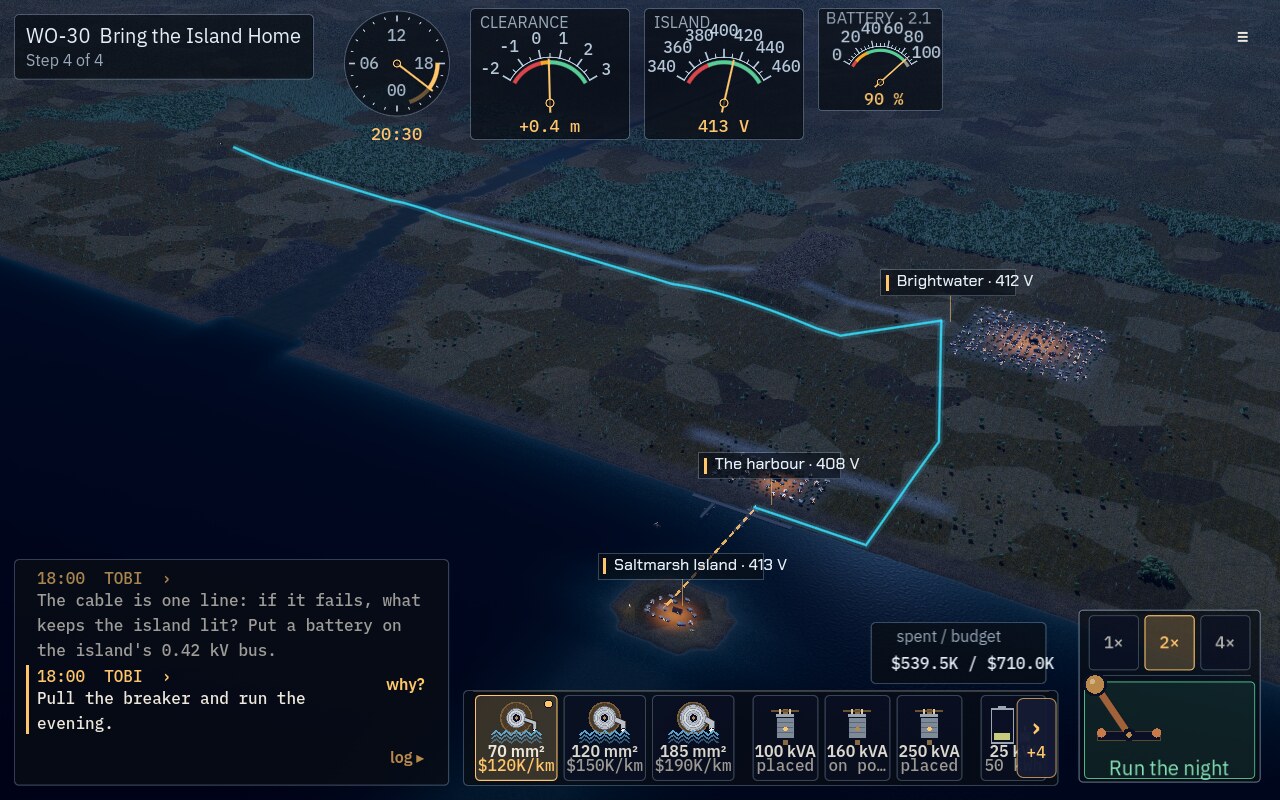 WO-30 Bring the Island Home
Step 4 of 4
12
06 18
00
20:30
CLEARANCE
-2 -1 0 1 2 3
+0.4 m
ISLAND
340 360 380 400 420 440 460
413 V
BATTERY · 2.1
0 20 40 60 80 100
90 %
Brightwater · 412 V
The harbour · 408 V
Saltmarsh Island · 413 V
18:00 TOBI ›
The cable is one line: if it fails, what
keeps the island lit? Put a battery on
the island's 0.42 kV bus.
18:00 TOBI ›
why?
Pull the breaker and run the
evening.
log ▸
spent / budget
$539.5K / $710.0K
70 mm²
$120K/km
120 mm²
$150K/km
185 mm²
$190K/km
100 kVA
placed
160 kVA
on po…
250 kVA
placed
25
50
›
+4
1× 2× 4×
Run the night